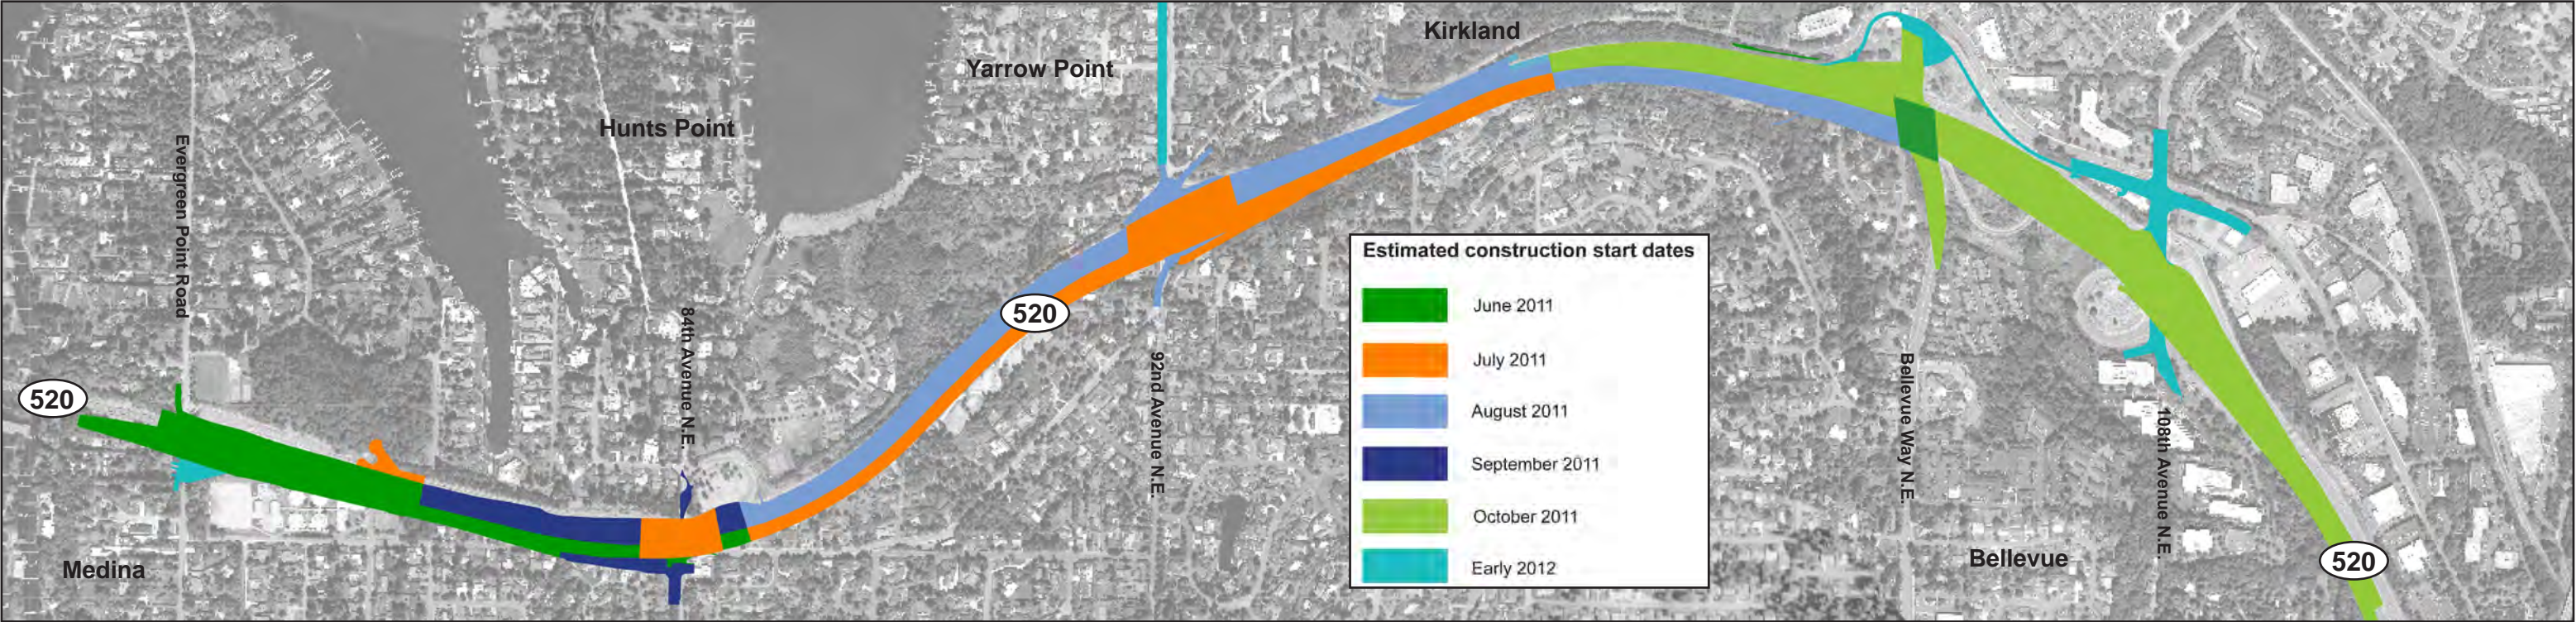 Kirkland
Yarrow Point
Hunts Point
Evergreen Point Road
84th Avenue N.E.
92nd Avenue N.E.
Bellevue Way N.E.
108th Avenue N.E.
520
520
520
Medina
Bellevue
Estimated construction start dates
June 2011
July 2011
August 2011
September 2011
October 2011
Early 2012